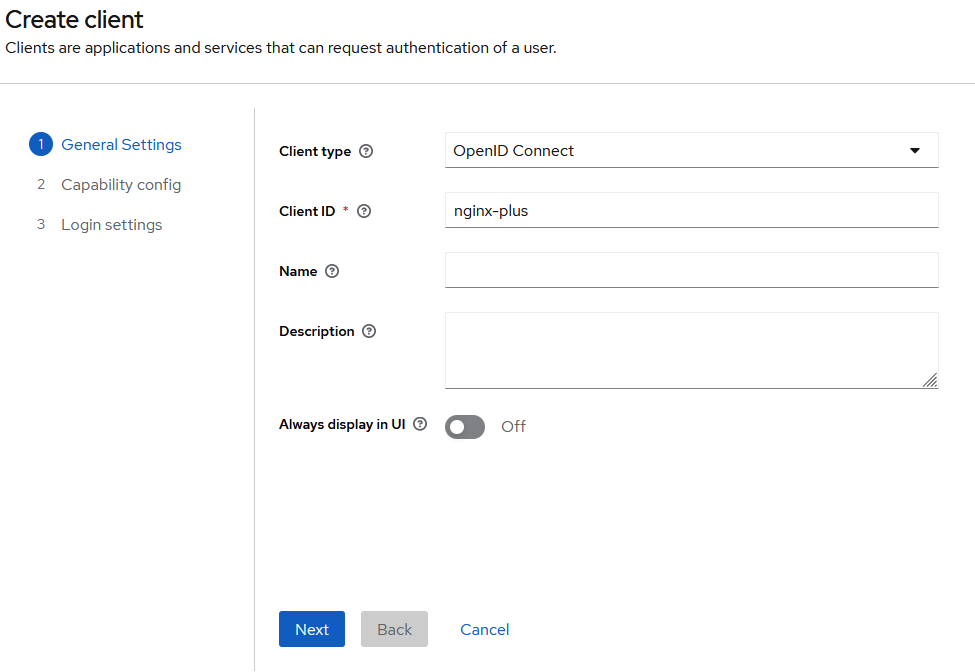 Create client
Clients are applications and services that can request authentication of a user.
1 General Settings
2 Capability config
3 Login settings
Client type ?
OpenID Connect
Client ID * ?
nginx-plus
Name ?
Description ?
Always display in UI ?
Off
Next
Back
Cancel